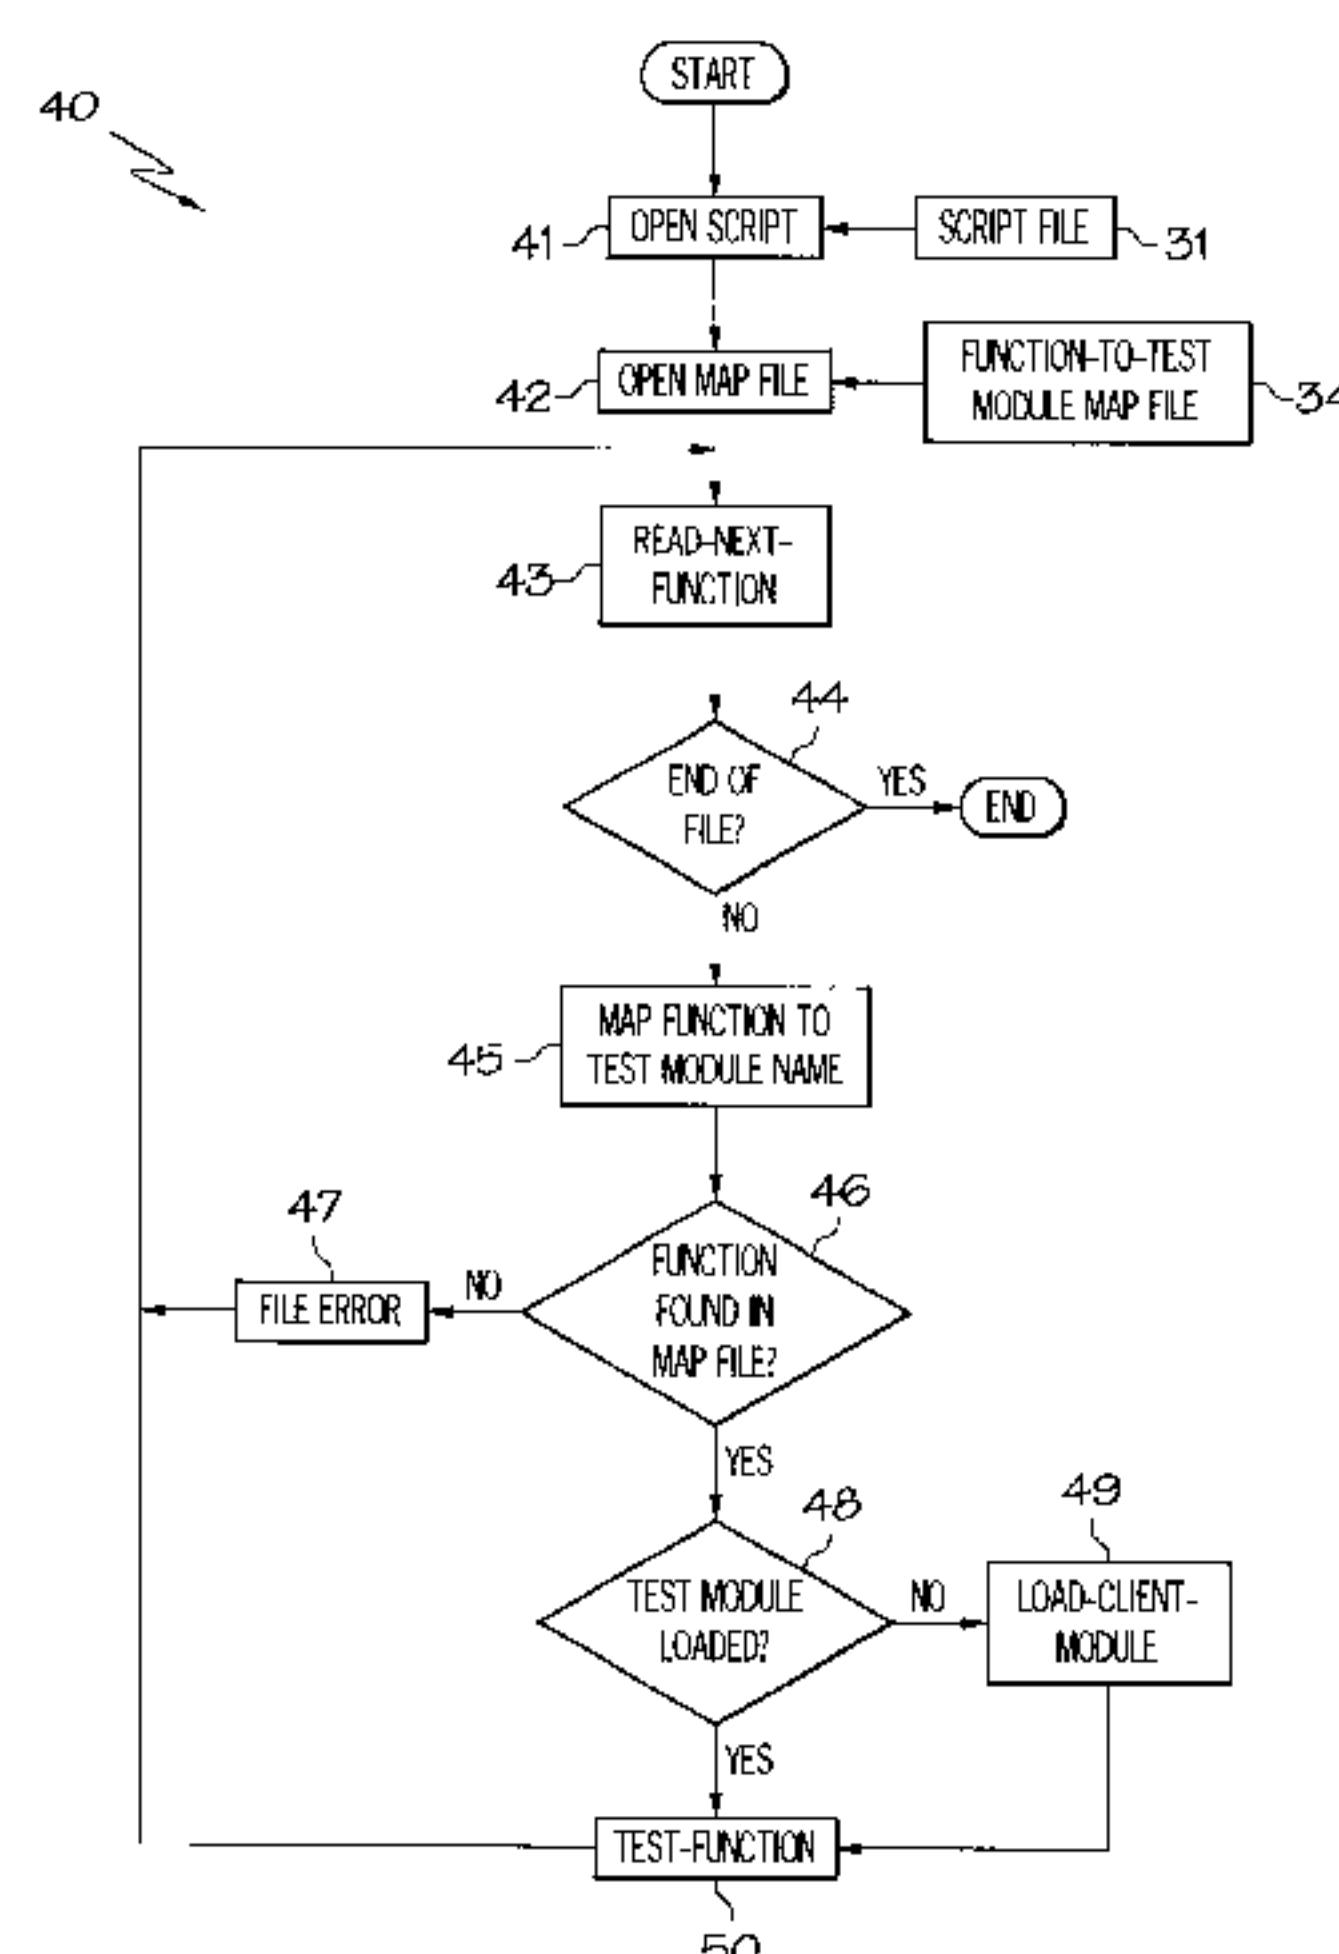 START
40
OPEN SCRIPT
SCRIPT FILE
41
31
OPEN MAP FILE
FUNCTION-TO-TEST
MODULE MAP FILE
42
34
READ-NEXT-
FUNCTION
43
44
END OF
FILE?
YES
END
NO
MAP FUNCTION TO
TEST MODULE NAME
45
46
47
FUNCTION
FOUND IN
MAP FILE?
NO
FILE ERROR
YES
48
49
TEST MODULE
LOADED?
NO
LOAD-CLIENT-
MODULE
YES
TEST-FUNCTION
50